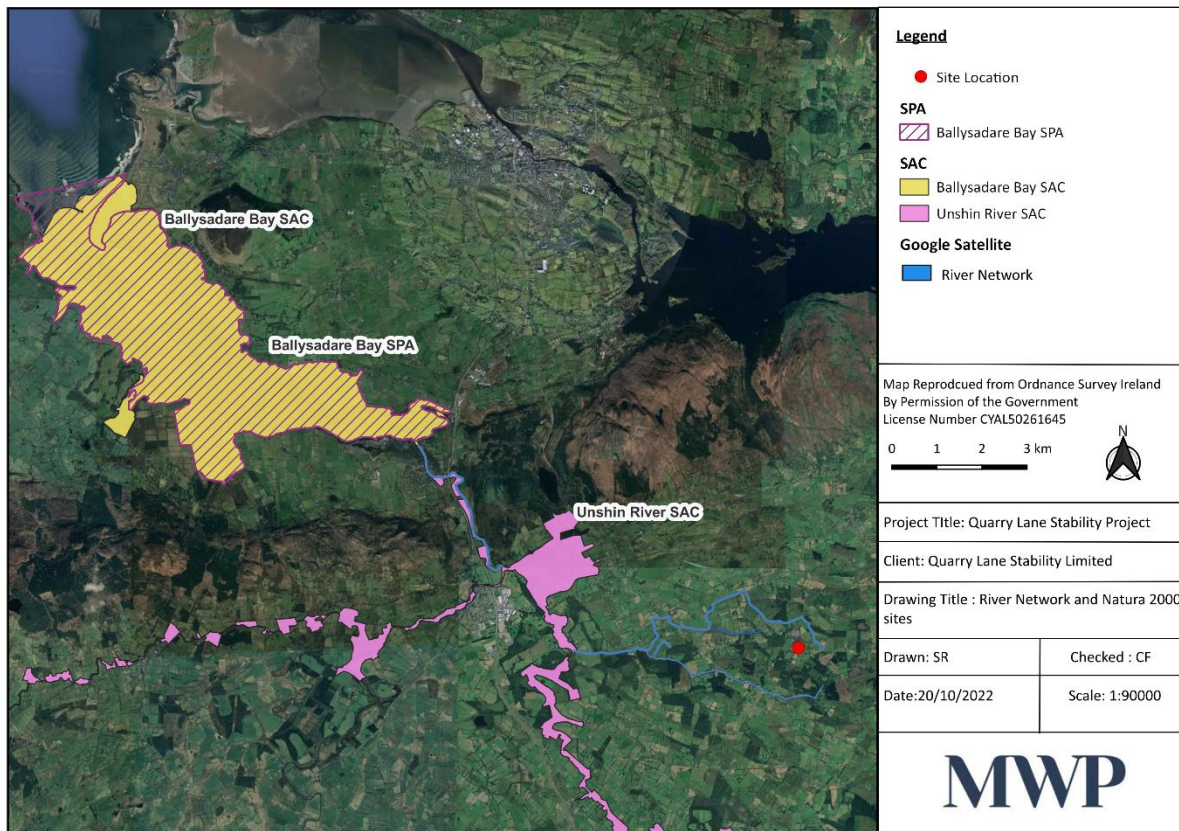 Ballysadare Bay SAC
Ballysadare Bay SPA
Unshin River SAC
Legend
Site Location
SPA
Ballysadare Bay SPA
SAC
Ballysadare Bay SAC
Unshin River SAC
Google Satellite
River Network
Map Reprodcued from Ordnance Survey Ireland
By Permission of the Government
License Number CYAL50261645
0 1 2 3 km
N
Project TItle: Quarry Lane Stability Project
Client: Quarry Lane Stability Limited
Drawing Title : River Network and Natura 2000
sites
Drawn: SR
Checked : CF
Date:20/10/2022
Scale: 1:90000
MWP